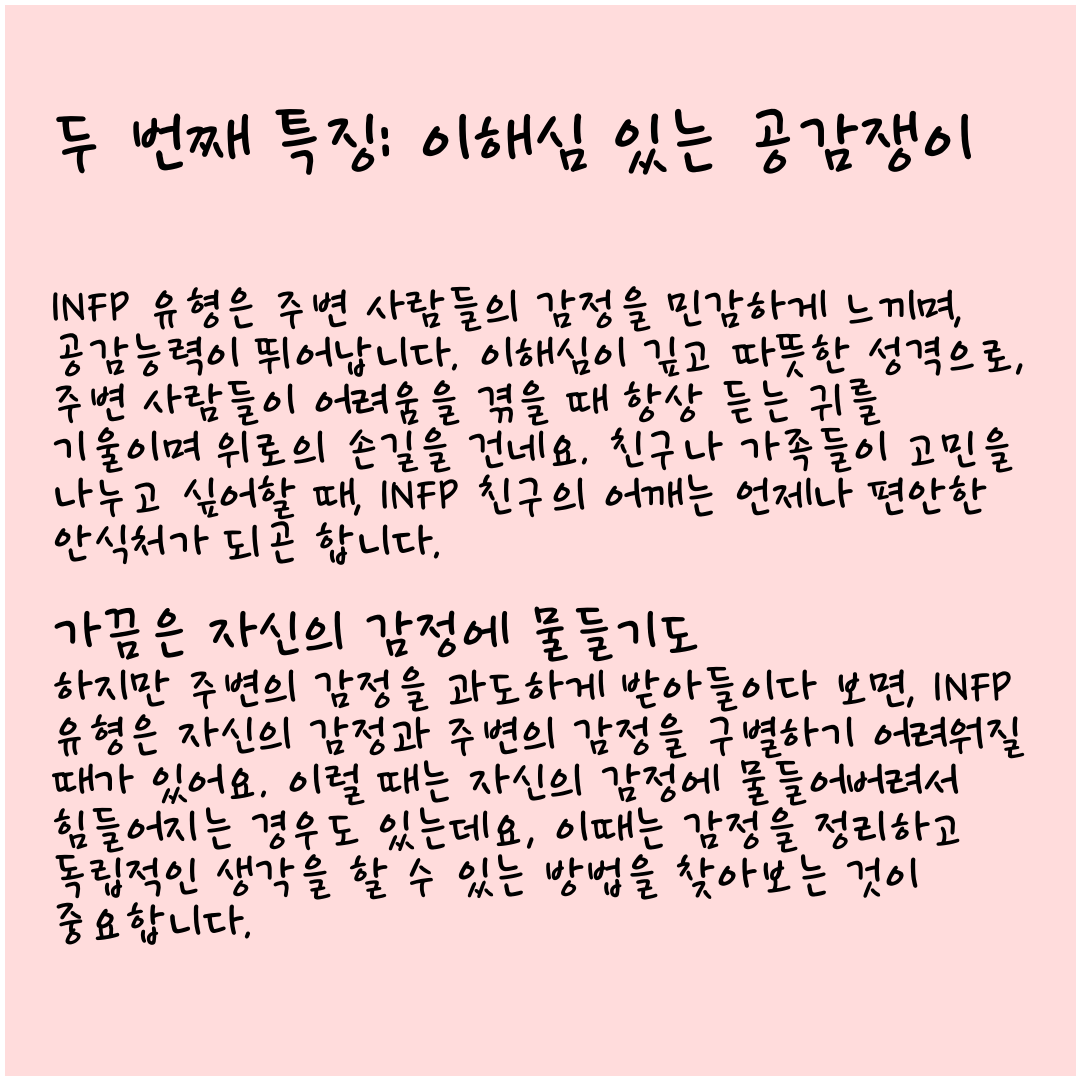 두 번째 특징: 이해심 있는 공감쟁이
INFP 유형은 주변 사람들의 감정을 민감하게 느끼며,
공감능력이 뛰어납니다. 이해심이 깊고 따뜻한 성격으로,
주변 사람들이 어려움을 겪을 때 항상 듣는 귀를
기울이며 위로의 손길을 건네요. 친구나 가족들이 고민을
나누고 싶어할 때, INFP 친구의 어깨는 언제나 편안한
안식처가 되곤 합니다.
가끔은 자신의 감정에 물들기도
하지만 주변의 감정을 과도하게 받아들이다 보면, INFP
유형은 자신의 감정과 주변의 감정을 구별하기 어려워질
때가 있어요. 이럴 때는 자신의 감정에 물들어버려서
힘들어지는 경우도 있는데요, 이때는 감정을 정리하고
독립적인 생각을 할 수 있는 방법을 찾아보는 것이
중요합니다.